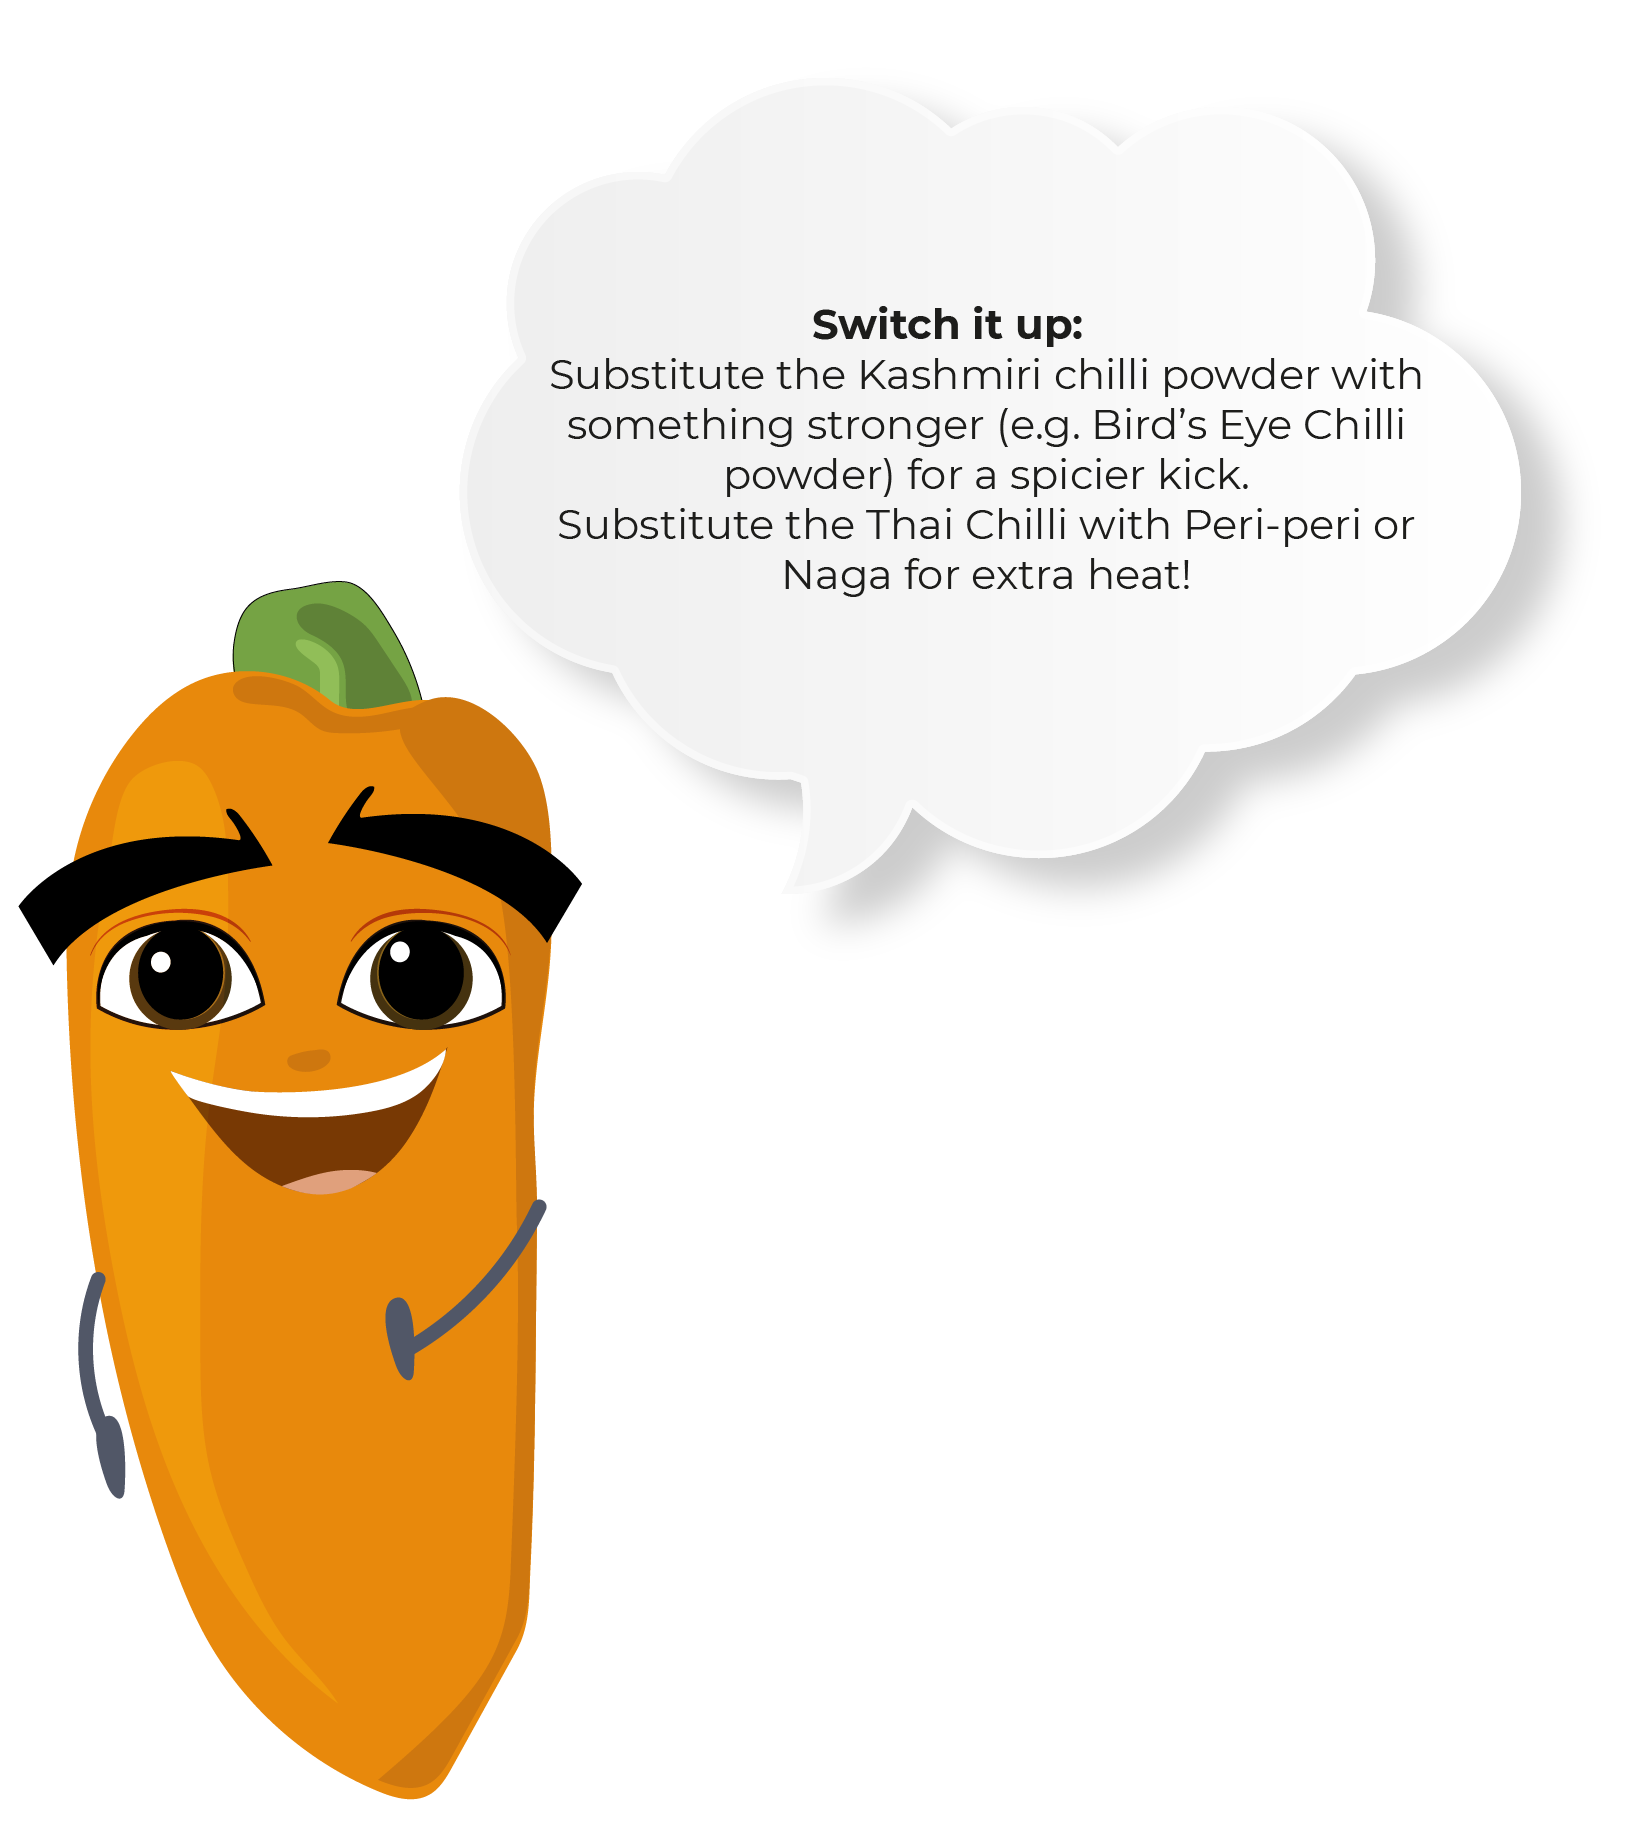 Switch it up:
Substitute the Kashmiri chilli powder with
something stronger (e.g. Bird’s Eye Chilli
powder) for a spicier kick.
Substitute the Thai Chilli with Peri-peri or
Naga for extra heat!